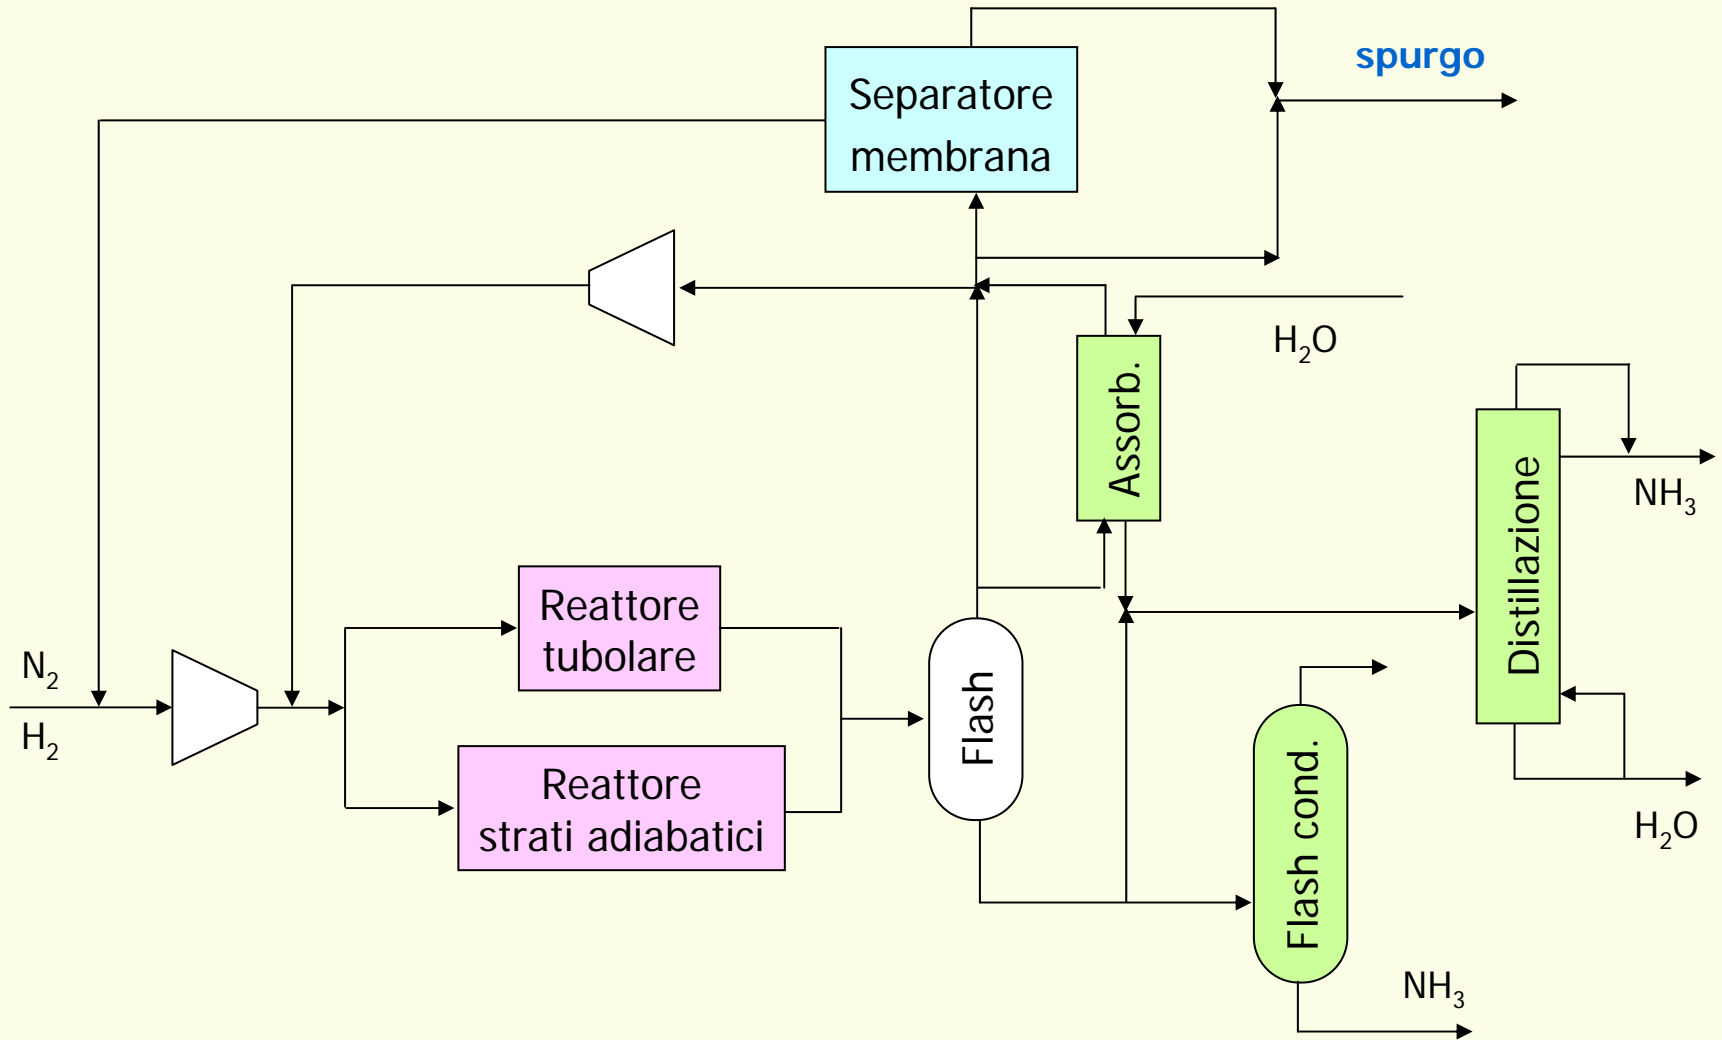 spurgo
Separatore
membrana
H₂O
Assorb.
Distillazione
NH₃
Reattore
tubolare
N₂
H₂
Flash
Reattore
strati adiabatici
Flash cond.
H₂O
NH₃